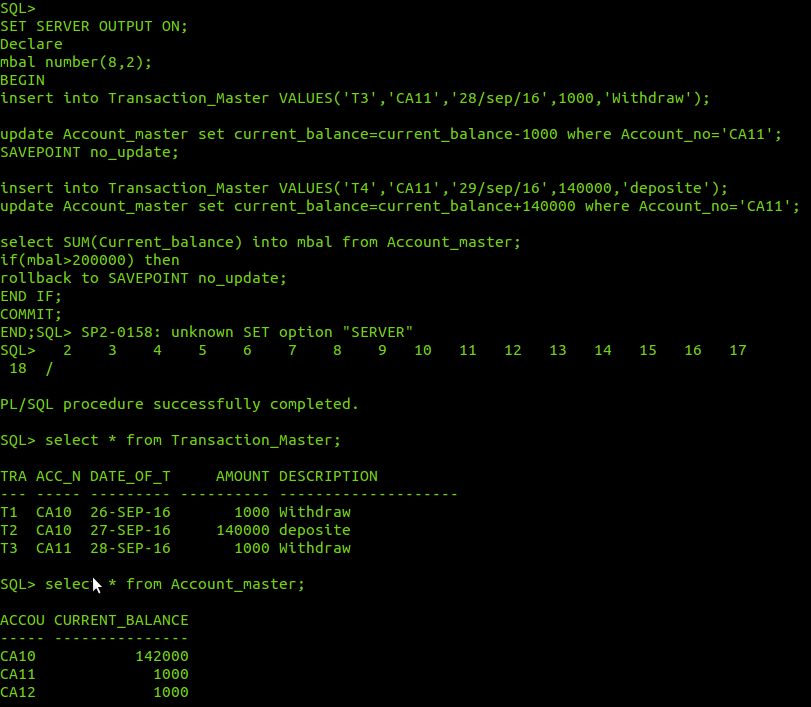 SQL>
SET SERVER OUTPUT ON;
Declare
mbal number(8,2);
BEGIN
insert into Transaction_Master VALUES('T3','CA11','28/sep/16',1000,'Withdraw');
update Account_master set current_balance=current_balance-1000 where Account_no='CA11';
SAVEPOINT no_update;
insert into Transaction_Master VALUES('T4','CA11','29/sep/16',140000,'deposite');
update Account_master set current_balance=current_balance+140000 where Account_no='CA11';
select SUM(Current_balance) into mbal from Account_master;
if(mbal>200000) then
rollback to SAVEPOINT no_update;
END IF;
COMMIT;
END;SQL> SP2-0158: unknown SET option "SERVER"
SQL>   2    3    4    5    6    7    8    9   10   11   12   13   14   15   16   17
 18  /
PL/SQL procedure successfully completed.
SQL> select * from Transaction_Master;
TRA ACC_N DATE_OF_T     AMOUNT DESCRIPTION
--- ----- --------- ---------- --------------------
T1  CA10  26-SEP-16       1000 Withdraw
T2  CA10  27-SEP-16     140000 deposite
T3  CA11  28-SEP-16       1000 Withdraw
SQL> select * from Account_master;
ACCOU CURRENT_BALANCE
----- ---------------
CA10           142000
CA11             1000
CA12             1000